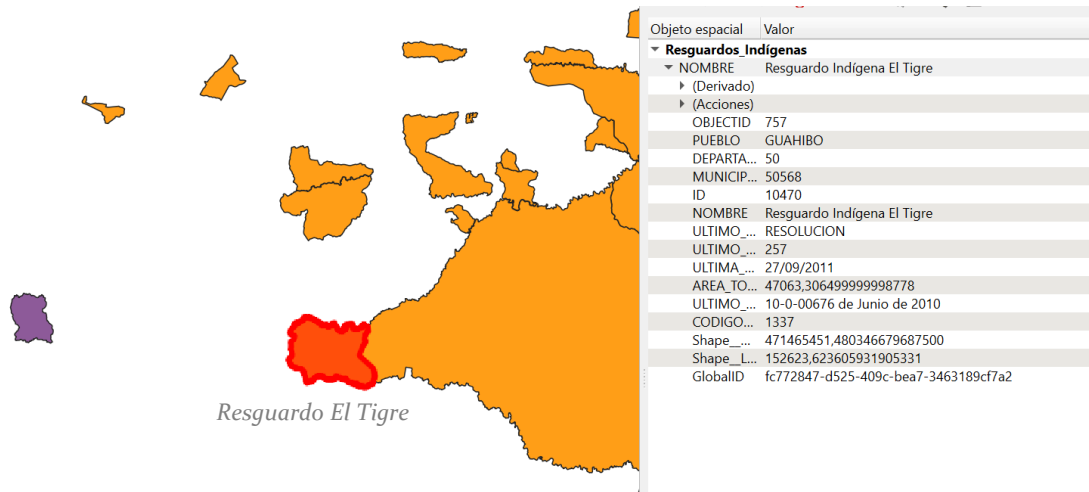 Resguardo El Tigre
Objeto espacial Valor
Resguardos_Indígenas
NOMBRE Resguardo Indígena El Tigre
(Derivado)
(Acciones)
OBJECTID 757
PUEBLO GUAHIBO
DEPARTA... 50
MUNICIP... 50568
ID 10470
NOMBRE Resguardo Indígena El Tigre
ULTIMO_... RESOLUCION
ULTIMO_... 257
ULTIMA_... 27/09/2011
AREA_TO... 47063,306499999998778
ULTIMO_... 10-0-00676 de Junio de 2010
CODIGO... 1337
Shape__... 471465451,480346679687500
Shape__L... 152623,623605931905331
GlobalID fc772847-d525-409c-bea7-3463189cf7a2